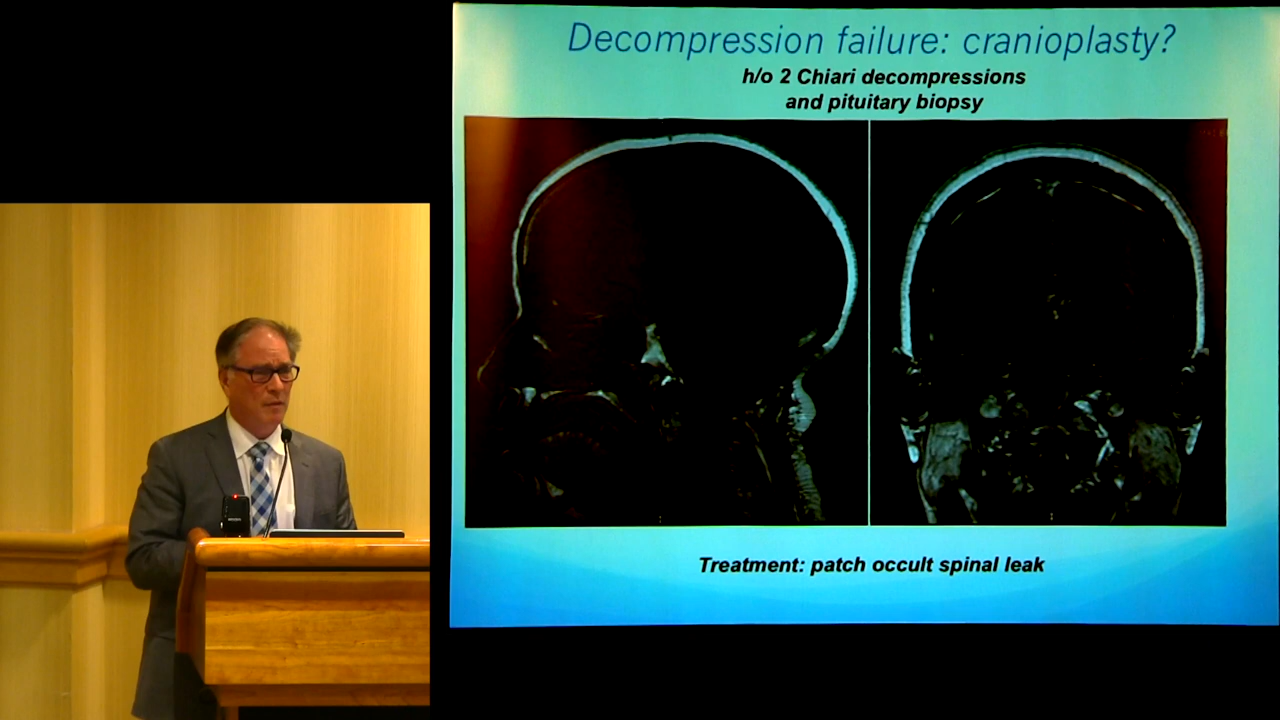 Decompression failure: cranioplasty?
h/o 2 Chiari decompressions
and pituitary biopsy
Treatment: patch occult spinal leak